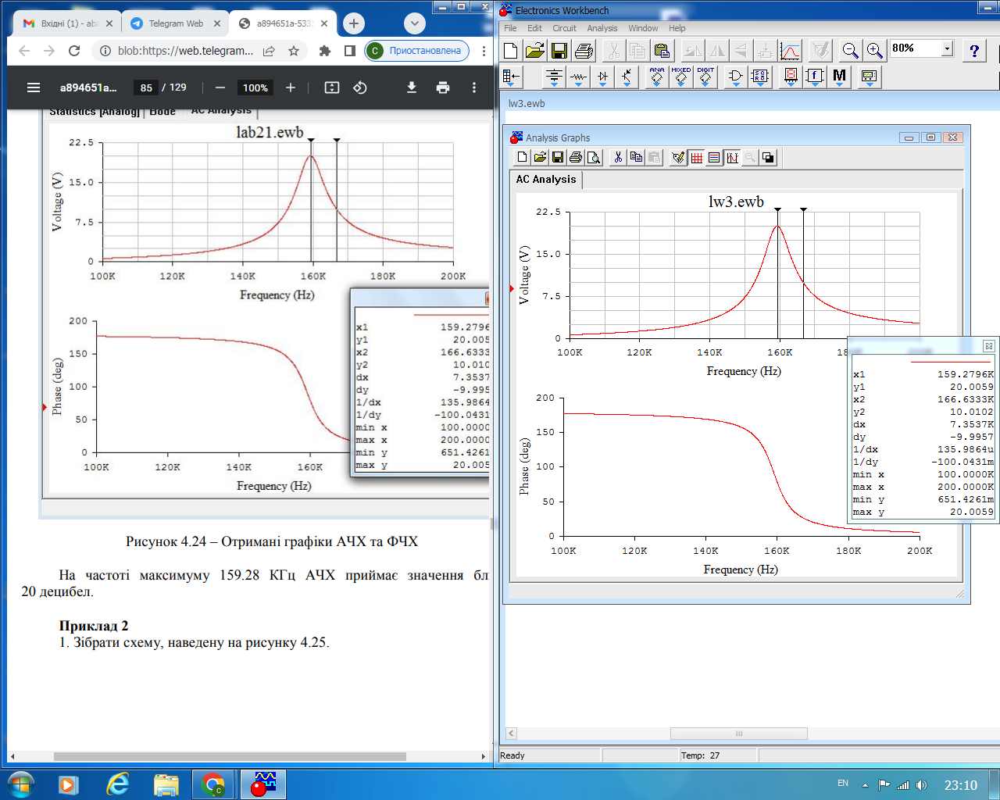 Вхідні (1) - aba
Telegram Web
a894651a-5335
blob:https://web.telegram...
С Приостановлена
a894651a...
85 / 129
100%
Statistics [Analog] Bode AC Analysis
lab21.ewb
Voltage (V)
22.5
15.0
7.5
0
100K 120K 140K 160K 180K 200K
Frequency (Hz)
Phase (deg)
200
150
100
50
0
100K 120K 140K 160K
Frequency (Hz)
x1 159.2796
y1 20.005
x2 166.6333
y2 10.010
dx 7.3537
dy -9.995
1/dx 135.9864
1/dy -100.0431
min x 100.0000
max x 200.0000
min y 651.4261
max y 20.005
Рисунок 4.24 – Отримані графіки АЧХ та ФЧХ
На частоті максимуму 159.28 КГц АЧХ приймає значення бл
20 децибел.
Приклад 2
1. Зібрати схему, наведену на рисунку 4.25.
Electronics Workbench
File Edit Circuit Analysis Window Help
80%
ANA MIXED DIGIT
M
lw3.ewb
Analysis Graphs
AC Analysis
lw3.ewb
Voltage (V)
22.5
15.0
7.5
0
100K 120K 140K 160K 200K
Frequency (Hz)
Phase (deg)
200
150
100
50
0
100K 120K 140K 160K 180K 200K
Frequency (Hz)
x1 159.2796K
y1 20.0059
x2 166.6333K
y2 10.0102
dx 7.3537K
dy -9.9957
1/dx 135.9864u
1/dy -100.0431m
min x 100.0000K
max x 200.0000K
min y 651.4261m
max y 20.0059
Ready
Temp: 27
EN
23:10